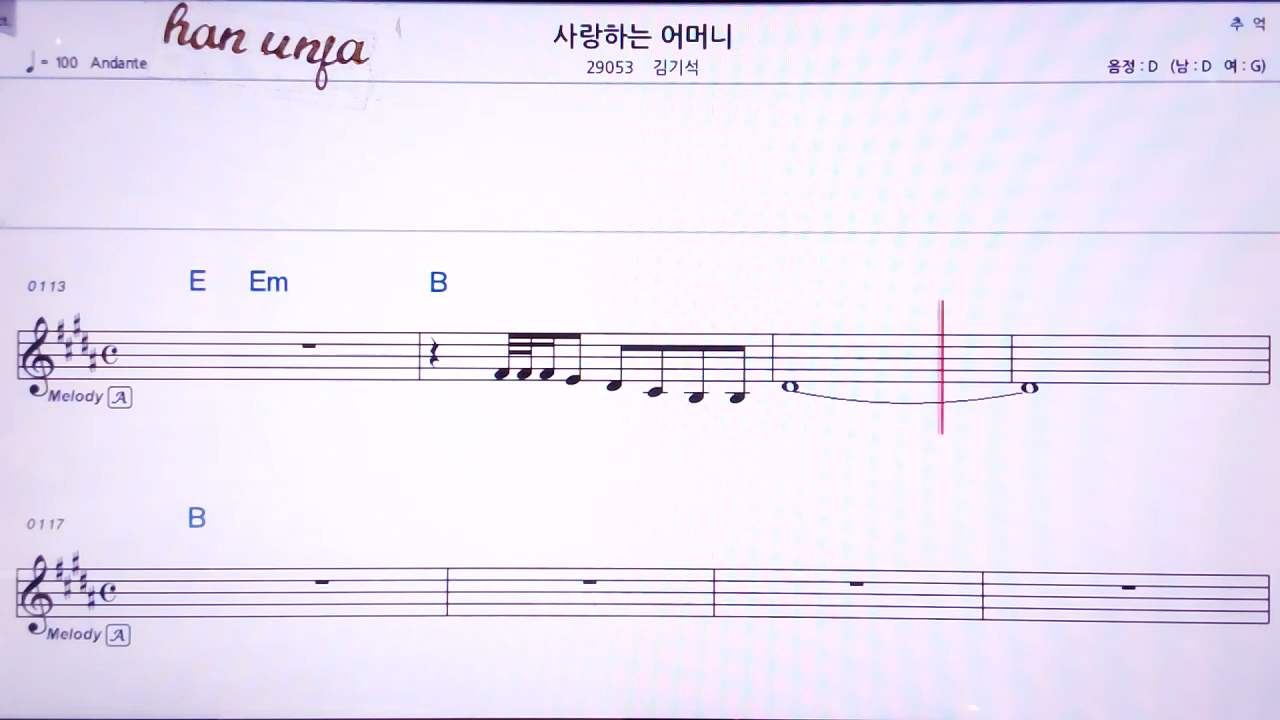 han unja
사랑하는 어머니
추 억
♩= 100 Andante
29053 김기석
음정 : D (남 : D 여 : G)
E Em B
0113
Melody A
B
0117
Melody A